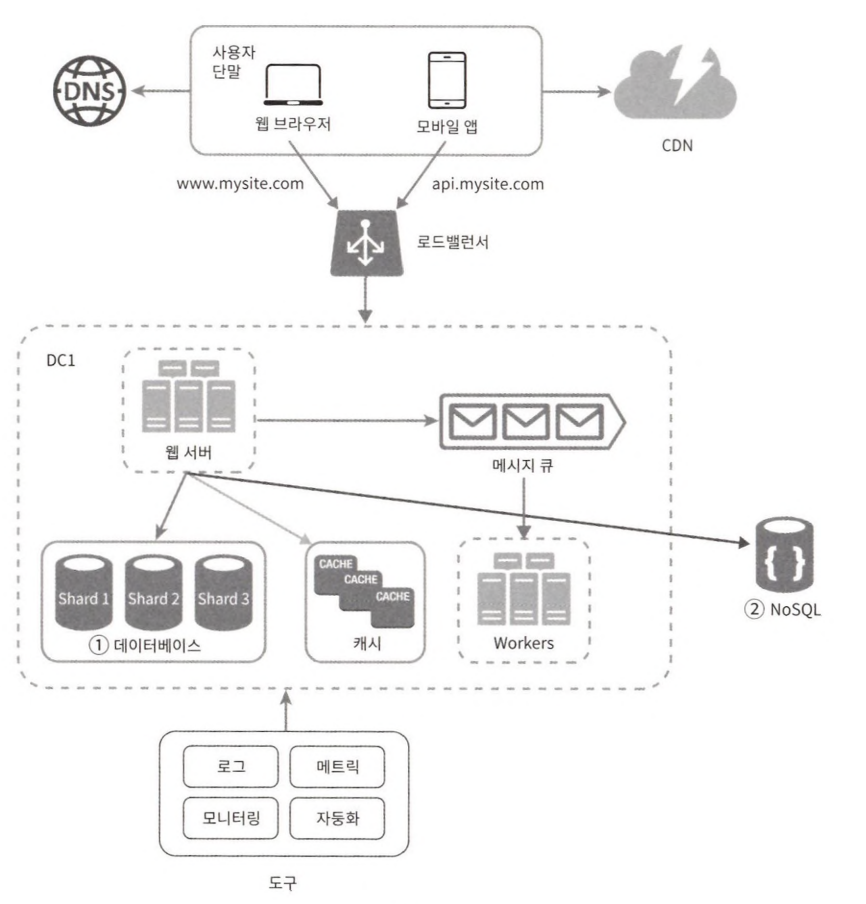 사용자
단말
DNS
웹 브라우저
모바일 앱
CDN
www.mysite.com
api.mysite.com
로드밸런서
DC1
웹 서버
메시지 큐
Shard 1
Shard 2
Shard 3
① 데이터베이스
CACHE
CACHE
CACHE
캐시
Workers
{ }
② NoSQL
로그
메트릭
모니터링
자동화
도구